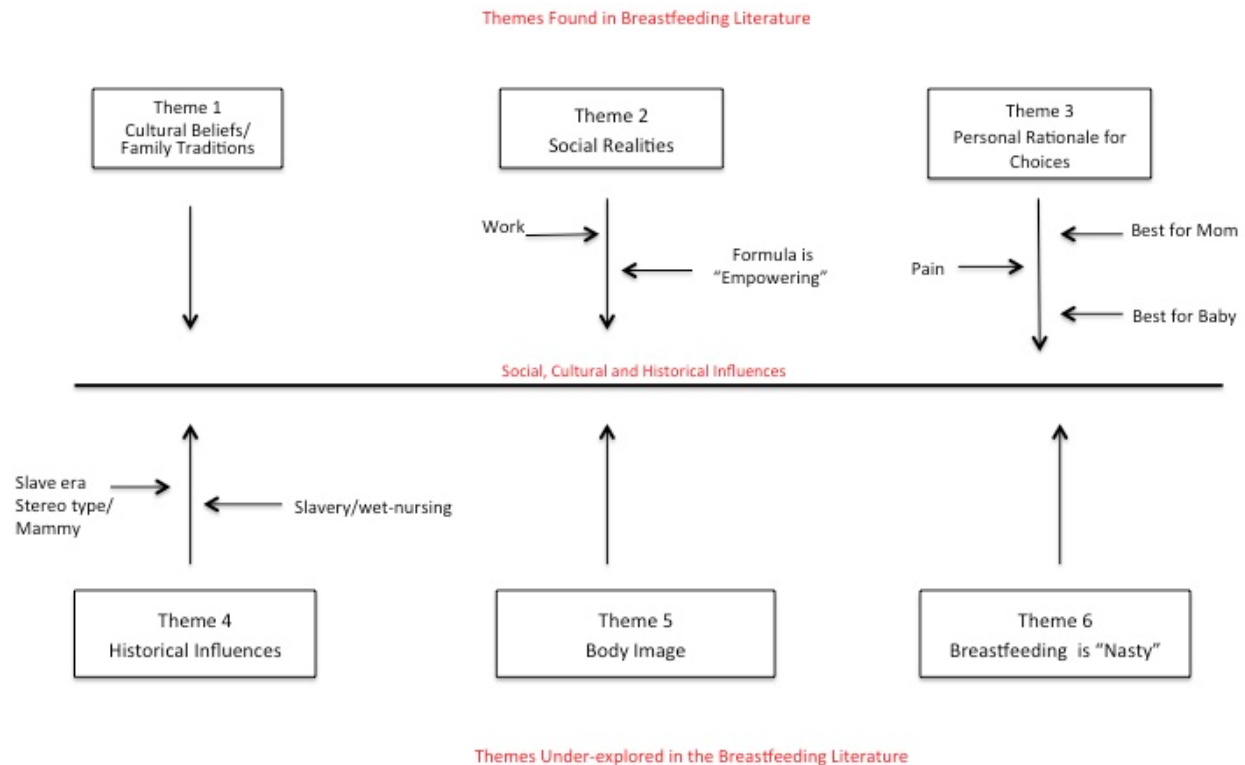 Themes Found in Breastfeeding Literature
Theme 1
Cultural Beliefs/
Family Traditions
Theme 2
Social Realities
Theme 3
Personal Rationale for
Choices
Work
Formula is
“Empowering”
Pain
Best for Mom
Best for Baby
Social, Cultural and Historical Influences
Slave era
Stereo type/
Mammy
Slavery/wet-nursing
Theme 4
Historical Influences
Theme 5
Body Image
Theme 6
Breastfeeding is “Nasty”
Themes Under-explored in the Breastfeeding Literature